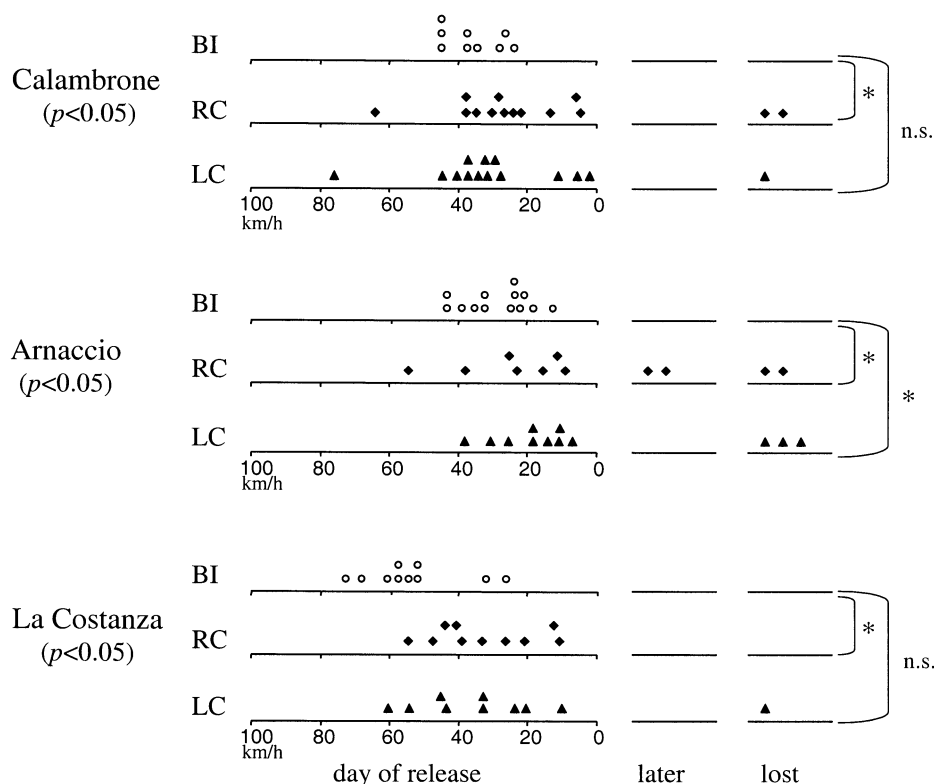 BI
Calambrone
(p<0.05)
RC
*
n.s.
LC
100 80 60 40 20 0
km/h
BI
Arnaccio
(p<0.05)
RC
*
*
LC
100 80 60 40 20 0
km/h
BI
La Costanza
(p<0.05)
RC
*
n.s.
LC
100 80 60 40 20 0
km/h
day of release later lost